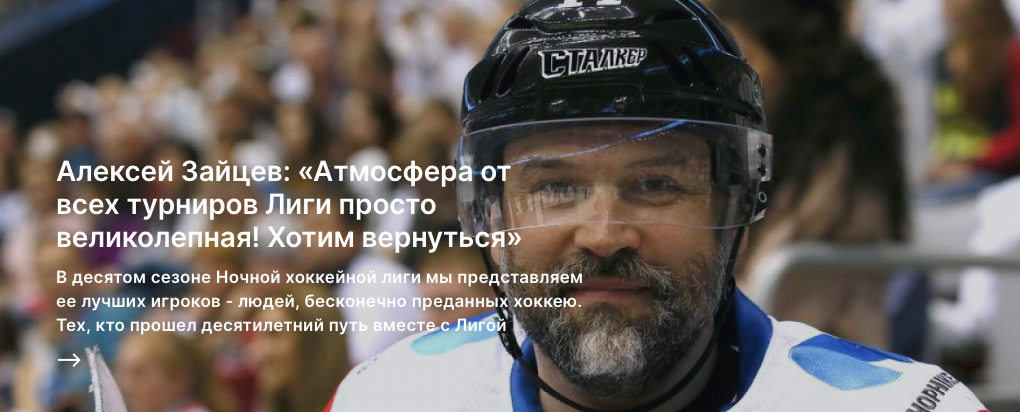 СТАЛКЕР
Алексей Зайцев: «Атмосфера от
всех турниров Лиги просто
великолепная! Хотим вернуться»
В десятом сезоне Ночной хоккейной лиги мы представляем
ее лучших игроков - людей, бесконечно преданных хоккею.
Тех, кто прошел десятилетний путь вместе с Лигой
→